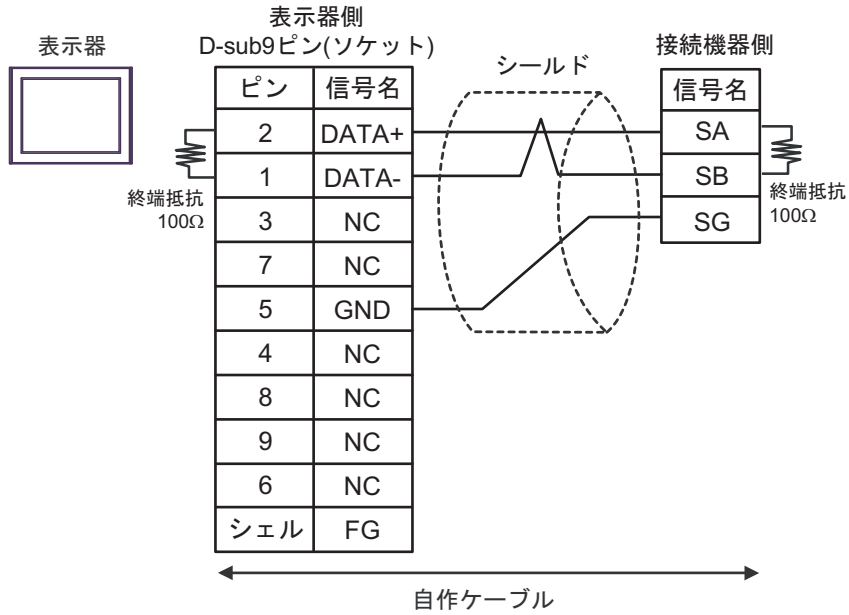 表示器
表示器側
D-sub9ピン(ソケット)
シールド
接続機器側
ピン 信号名
2 DATA+
1 DATA-
3 NC
7 NC
5 GND
4 NC
8 NC
9 NC
6 NC
シェル FG
終端抵抗
100Ω
信号名
SA
SB
SG
終端抵抗
100Ω
自作ケーブル